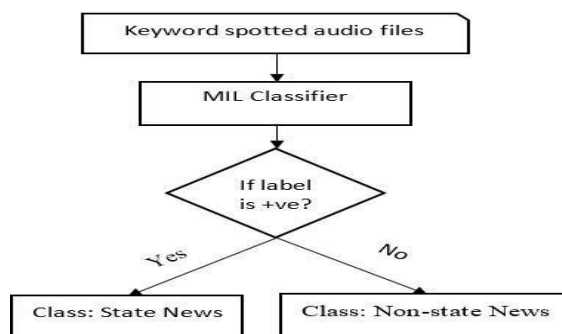 Keyword spotted audio files
MIL Classifier
If label
is +ve?
Yes
No
Class: State News
Class: Non-state News